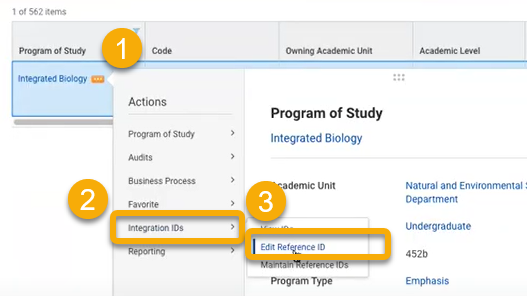 1 of 562 items
Program of Study
Code
Owning Academic Unit
Academic Level
1
Integrated Biology
Actions
Program of Study
Audits
Business Process
Favorite
Integration IDs
Reporting
2
3
View IDs
Edit Reference ID
Maintain Reference IDs
Program of Study
Integrated Biology
Academic Unit
Natural and Environmental S
Department
Undergraduate
452b
Program Type
Emphasis